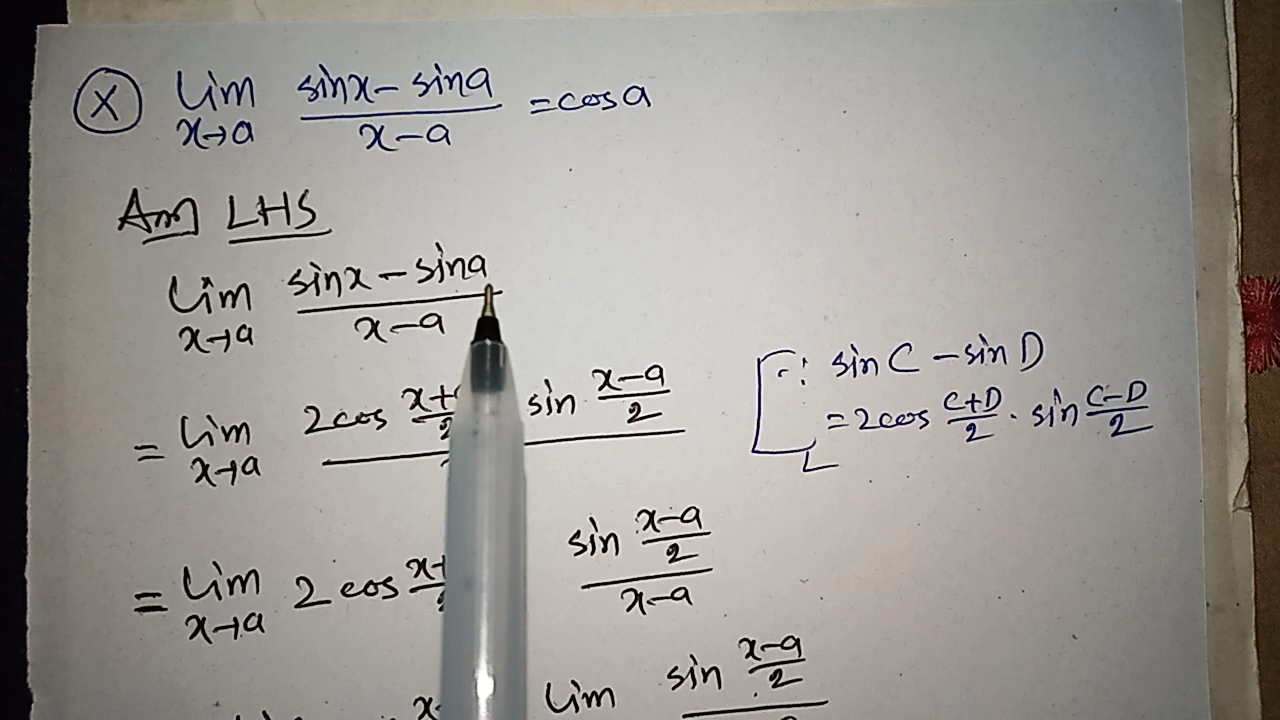 (X) lim x→a (sinx − sina)/(x−a) = cos a
Ans LHS
lim x→a (sinx − sina)/(x−a)
= lim x→a 2cos x+ sin (x−a)/2
[∵ sin C − sin D
= 2cos (C+D)/2 · sin (C−D)/2
= lim x→a 2 cos x+ (sin (x−a)/2)/(x−a)
x lim sin (x−a)/2